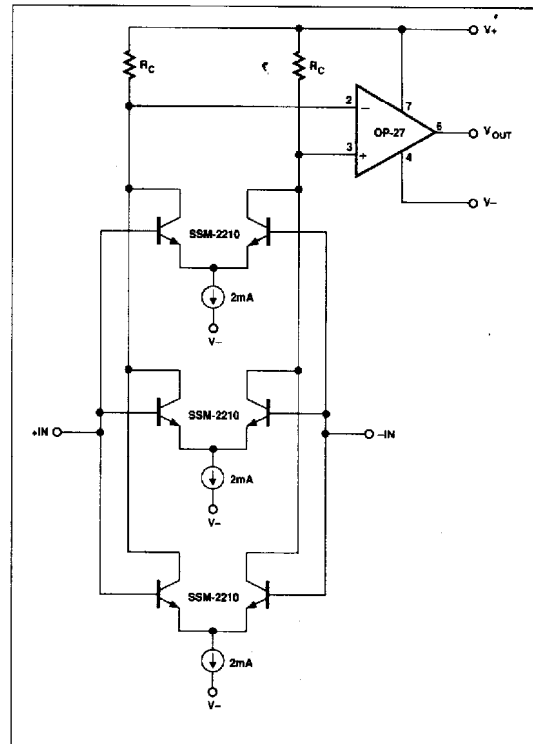 V+
RC
RC
7
2
−
OP-27
6
VOUT
3
+
4
V−
SSM-2210
2mA
V−
SSM-2210
+IN
−IN
2mA
V−
SSM-2210
2mA
V−